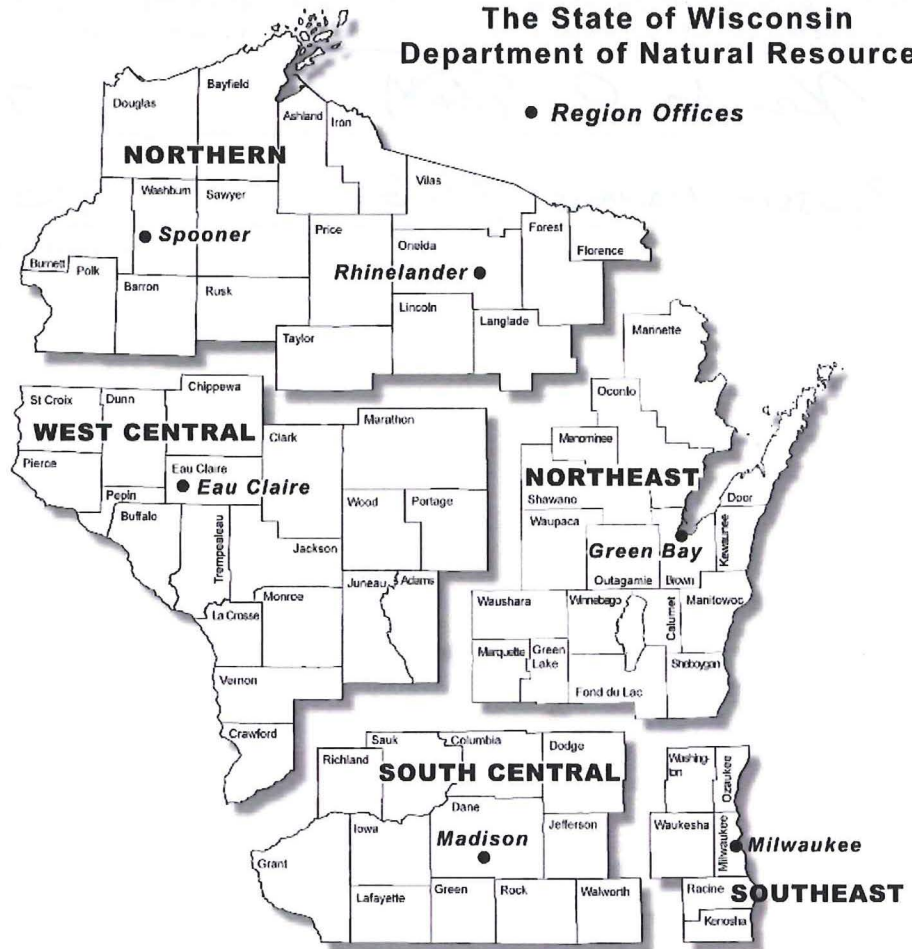 The State of Wisconsin
Department of Natural Resource
Region Offices
Bayfield
Douglas
Ashland
Iron
NORTHERN
Vilas
Washburn
Sawyer
Spooner
Price
Oneida
Forest
Florence
Rhinelander
Burnett
Polk
Barron
Rusk
Lincoln
Langlade
Taylor
Marinette
Chippewa
St Croix
Dunn
Oconto
Marathon
WEST CENTRAL
Clark
Menominee
Pierce
Eau Claire
Eau Claire
NORTHEAST
Pepin
Wood
Portage
Shawano
Door
Buffalo
Waupaca
Trempealeau
Jackson
Green Bay
Kewaunee
Juneau
Adams
Outagamie
Brown
Monroe
Waushara
Winnebago
Calumet
Manitowoc
La Crosse
Marquette
Green
Lake
Sheboygan
Vernon
Fond du Lac
Crawford
Sauk
Columbia
Dodge
Richland
SOUTH CENTRAL
Washing-
ton
Ozaukee
Dane
Iowa
Jefferson
Waukesha
Milwaukee
Madison
Milwaukee
Grant
Lafayette
Green
Rock
Walworth
Racine
SOUTHEAST
Kenosha